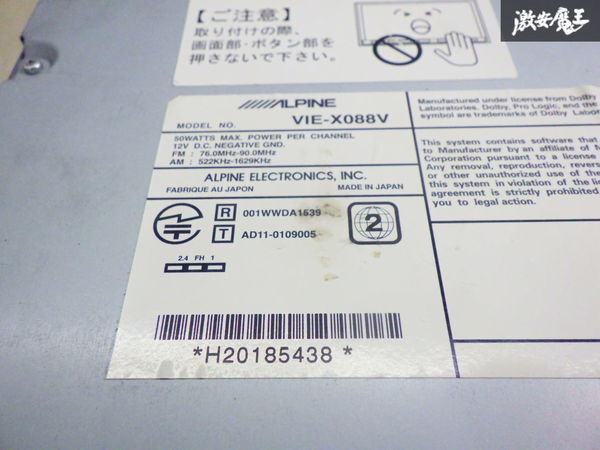 【ご注意】
取り付けの際、
画面部・ボタン部を
押さないで下さい。
激安魔王
ALPINE
MODEL NO. VIE-X088V
50WATTS MAX. POWER PER CHANNEL
12V D.C. NEGATIVE GND.
FM : 76.0MHz-90.0MHz
AM : 522KHz-1629KHz
ALPINE ELECTRONICS, INC.
FABRIQUE AU JAPON MADE IN JAPAN
R 001WWDA1539
T AD11-0109005
2
2.4 FH 1
*H20185438*
Manufactured under license from Dolby
Laboratories. Dolby, Pro Logic, and the
symbol are trademarks of Dolby Labor
This system contains software that
to Manufacturer by an affiliate of M
Corporation pursuant to a license
Any removal, reproduction, revers
or other unauthorized use of the
this system in violation of the lin
agreement is strictly prohibited
you to legal action.